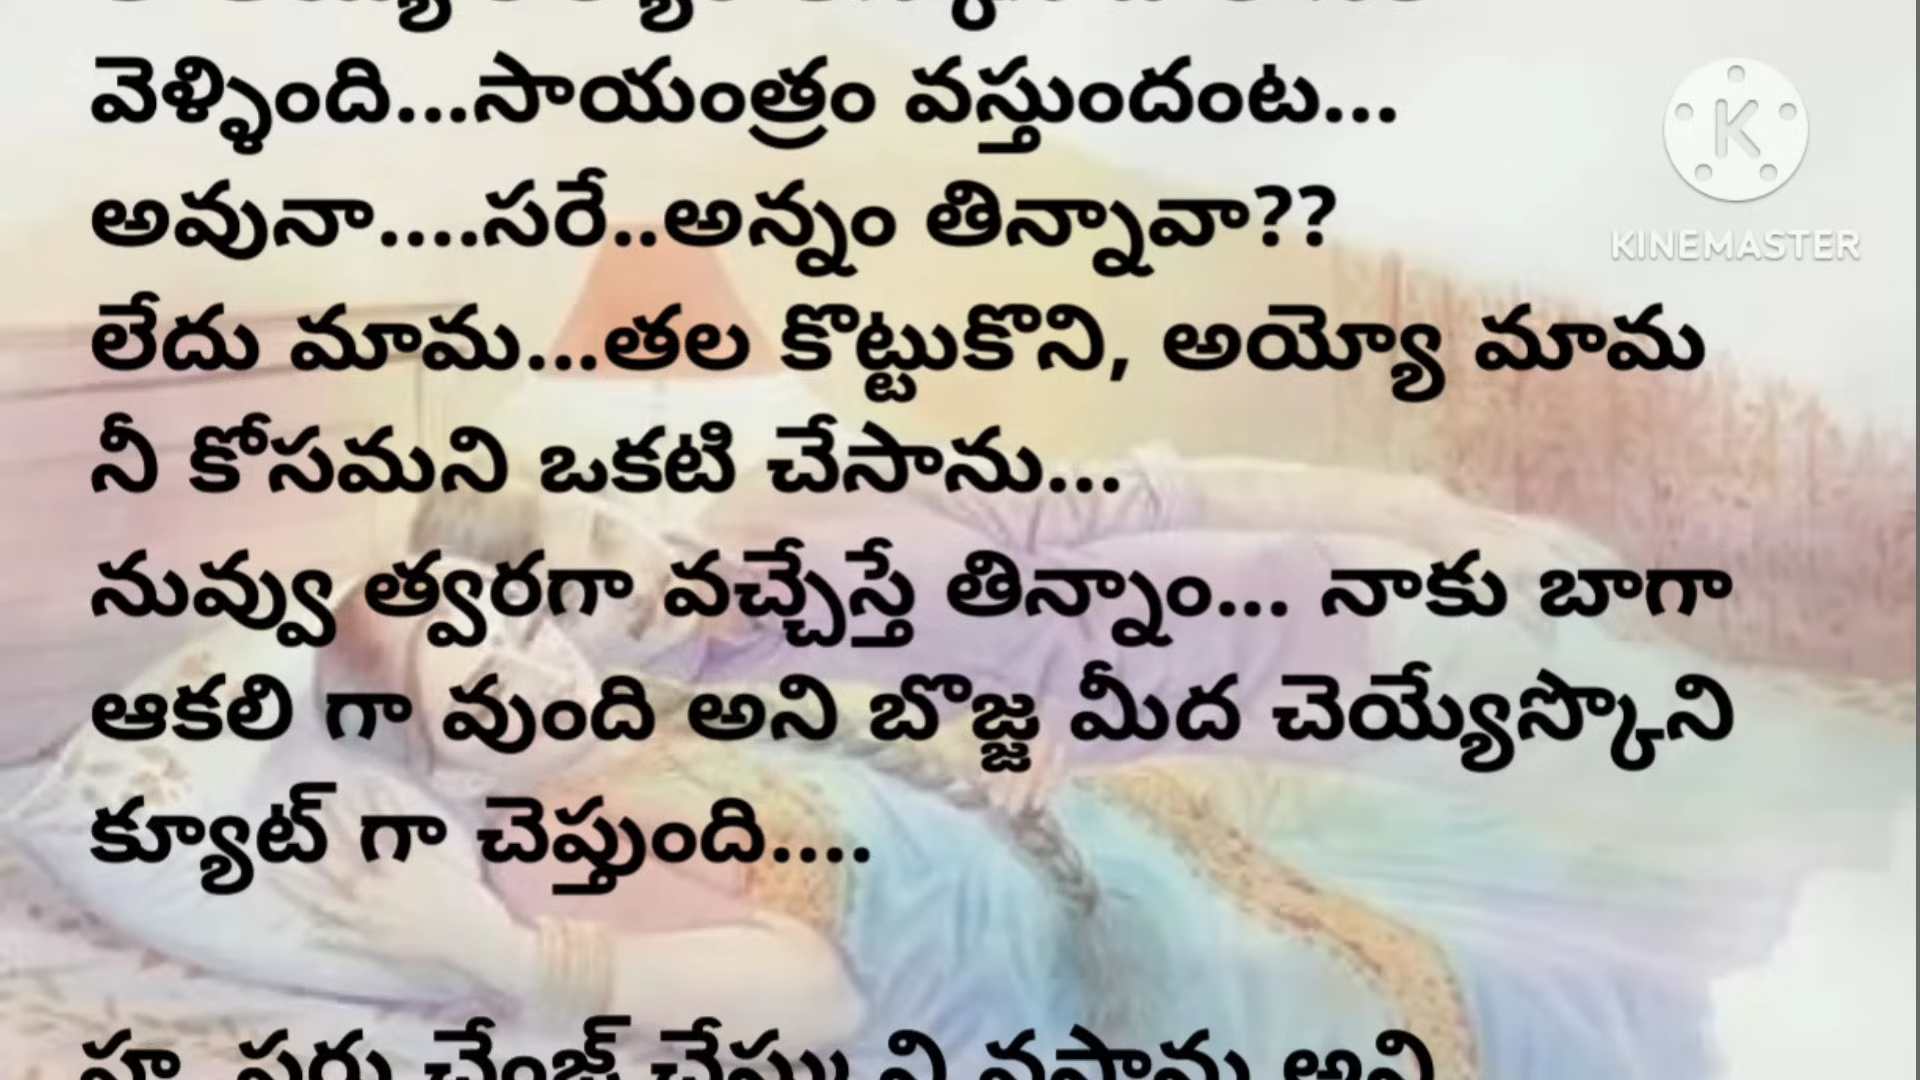 వెళ్ళింది...సాయంత్రం వస్తుందంట...
అవునా....సరే..అన్నం తిన్నావా??
లేదు మామ...తల కొట్టుకొని, అయ్యో మామ
నీ కోసమని ఒకటి చేసాను...
నువ్వు త్వరగా వచ్చేస్తే తిన్నాం... నాకు బాగా
ఆకలి గా వుంది అని బొజ్జ మీద చెయ్యేస్కొని
క్యూట్ గా చెప్తుంది....
KINEMASTER